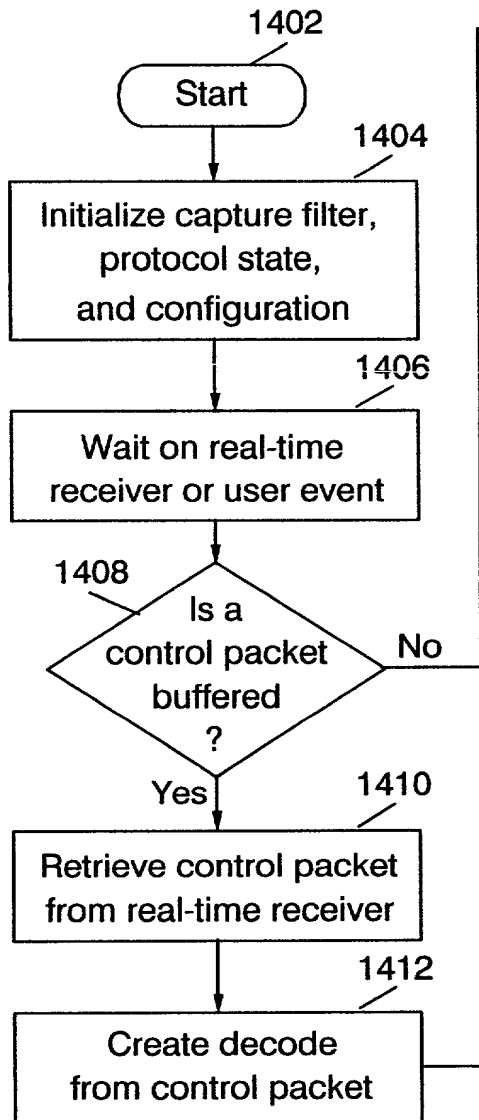 1402
Start
1404
Initialize capture filter,
protocol state,
and configuration
1406
Wait on real-time
receiver or user event
1408
Is a
control packet
buffered
?
No
Yes
1410
Retrieve control packet
from real-time receiver
1412
Create decode
from control packet